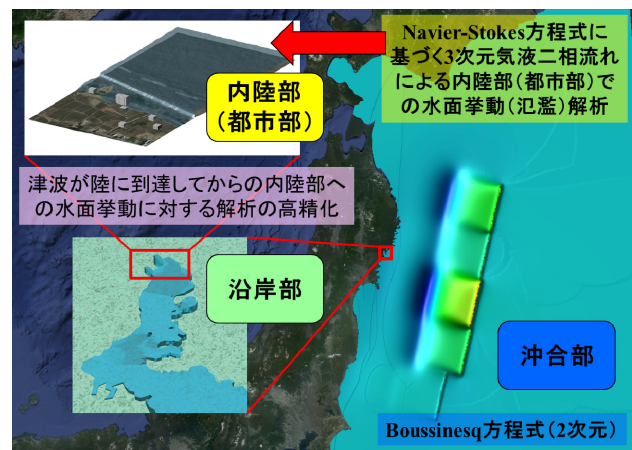 Navier-Stokes方程式に
基づく3次元気液二相流れ
による内陸部(都市部)で
の水面挙動(氾濫)解析
内陸部
(都市部)
津波が陸に到達してからの内陸部へ
の水面挙動に対する解析の高精化
沿岸部
沖合部
Boussinesq方程式(2次元)